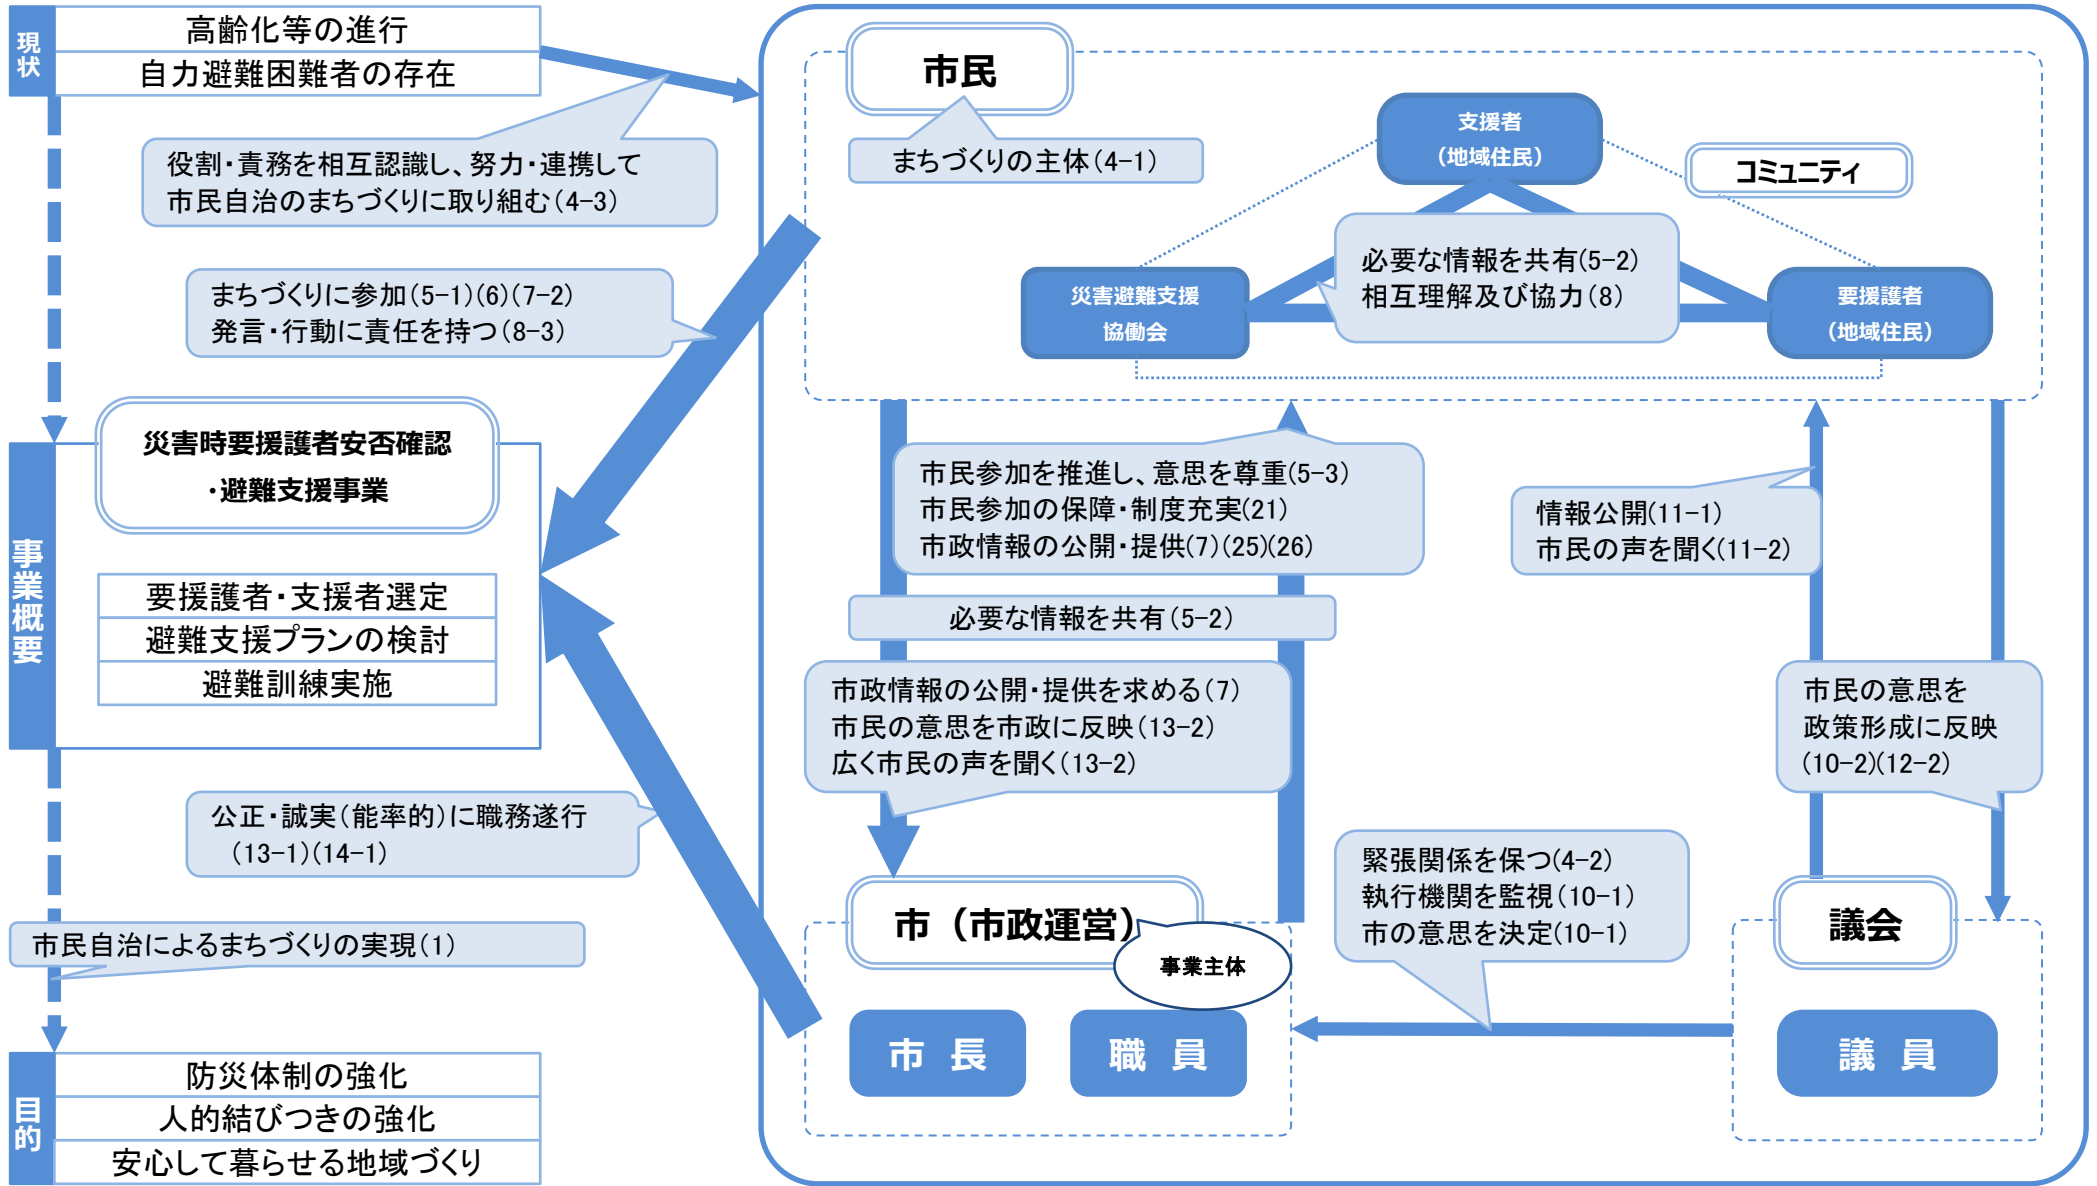 現状
高齢化等の進行
自力避難困難者の存在
役割・責務を相互認識し、努力・連携して
市民自治のまちづくりに取り組む(4-3)
まちづくりに参加(5-1)(6)(7-2)
発言・行動に責任を持つ(8-3)
事業概要
災害時要援護者安否確認
・避難支援事業
要援護者・支援者選定
避難支援プランの検討
避難訓練実施
公正・誠実(能率的)に職務遂行
(13-1)(14-1)
市民自治によるまちづくりの実現(1)
目的
防災体制の強化
人的結びつきの強化
安心して暮らせる地域づくり
市民
まちづくりの主体(4-1)
支援者
(地域住民)
コミュニティ
必要な情報を共有(5-2)
相互理解及び協力(8)
災害避難支援
協働会
要援護者
(地域住民)
市民参加を推進し、意思を尊重(5-3)
市民参加の保障・制度充実(21)
市政情報の公開・提供(7)(25)(26)
必要な情報を共有(5-2)
市政情報の公開・提供を求める(7)
市民の意思を市政に反映(13-2)
広く市民の声を聞く(13-2)
情報公開(11-1)
市民の声を聞く(11-2)
市民の意思を
政策形成に反映
(10-2)(12-2)
緊張関係を保つ(4-2)
執行機関を監視(10-1)
市の意思を決定(10-1)
市(市政運営)
事業主体
市 長
職 員
議会
議 員